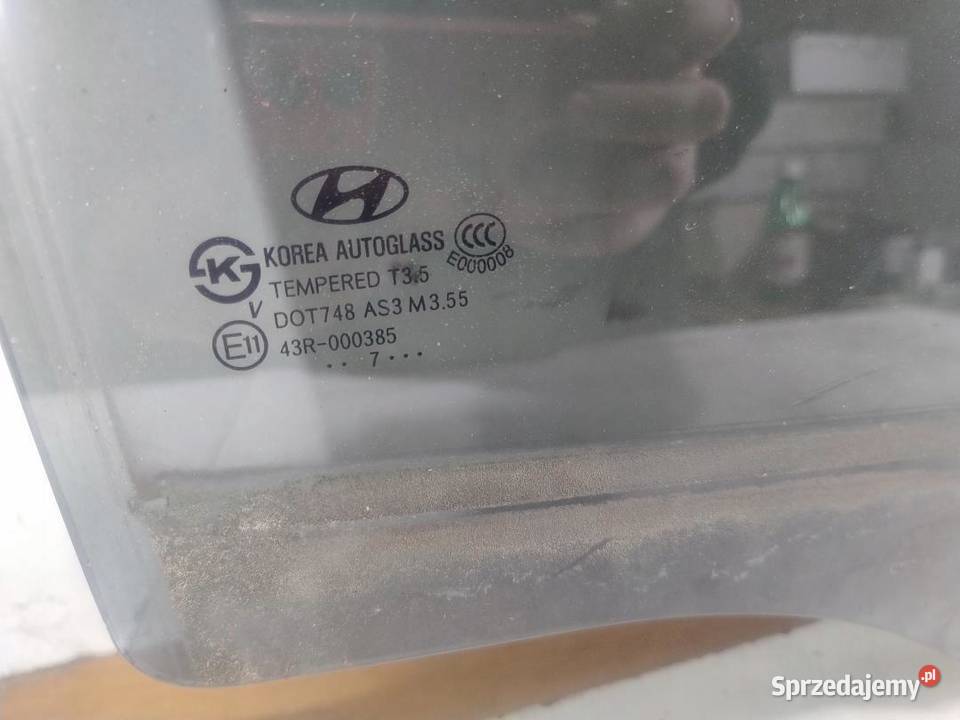 KOREA AUTOGLASS
CCC
E000008
K
TEMPERED T3.5
V
DOT748 AS3 M3.55
E11
43R-000385
.. 7 ...
Sprzedajemy.pl